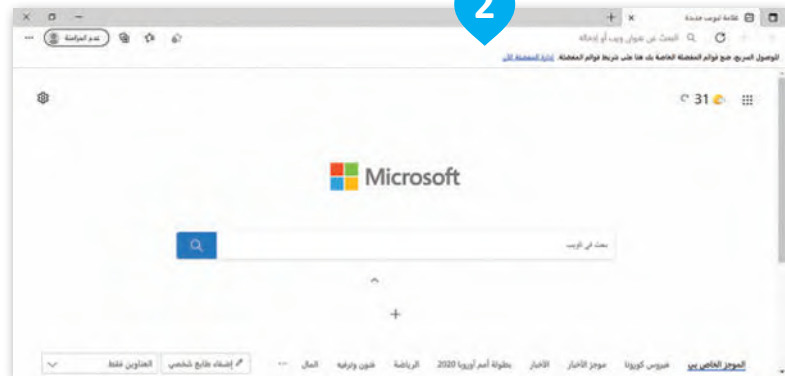 2
علامة تبويب جديدة
البحث عن عنوان ويب أو إدخاله
عدم المزامنة
للوصول السريع، ضع قوائم المفضلة الخاصة بك هنا على شريط قوائم المفضلة. إدارة المفضلة الآن
31 C
Microsoft
بحث في الويب
الموجز الخاص بي فيروس كورونا موجز الأخبار الأخبار بطولة أمم أوروبا 2020 الرياضة فنون وترفيه المال ... إضفاء طابع شخصي العناوين فقط